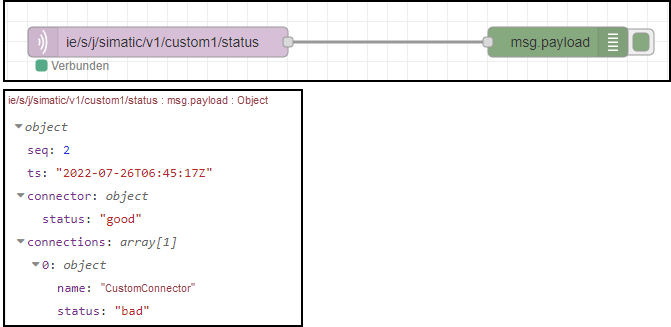 ie/s/j/simatic/v1/custom1/status
msg.payload
Verbunden
ie/s/j/simatic/v1/custom1/status : msg.payload : Object
object
seq: 2
ts: "2022-07-26T06:45:17Z"
connector: object
status: "good"
connections: array[1]
0: object
name: "CustomConnector"
status: "bad"